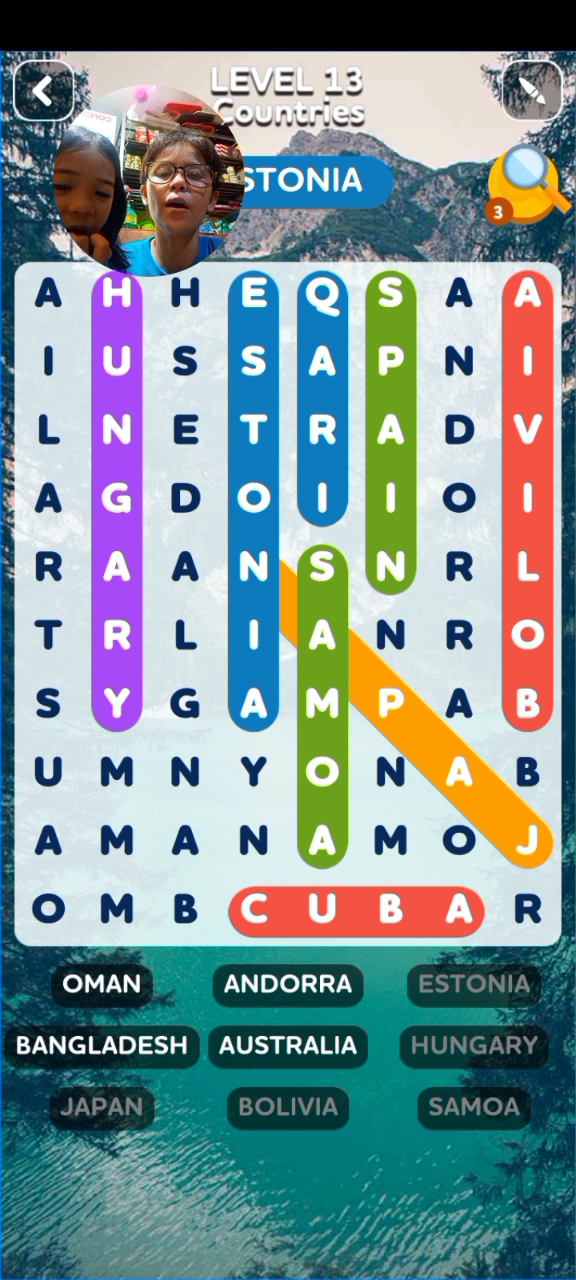 LEVEL 13
Countries
STONIA
3
A H H E Q S A A
I U S S A P N I
L N E T R A D V
A G D O I I O I
R A A N S N R L
T R L I A N R O
S Y G A M P A B
U M N Y O N A B
A M A N A M O J
O M B C U B A R
OMAN ANDORRA ESTONIA
BANGLADESH AUSTRALIA HUNGARY
JAPAN BOLIVIA SAMOA